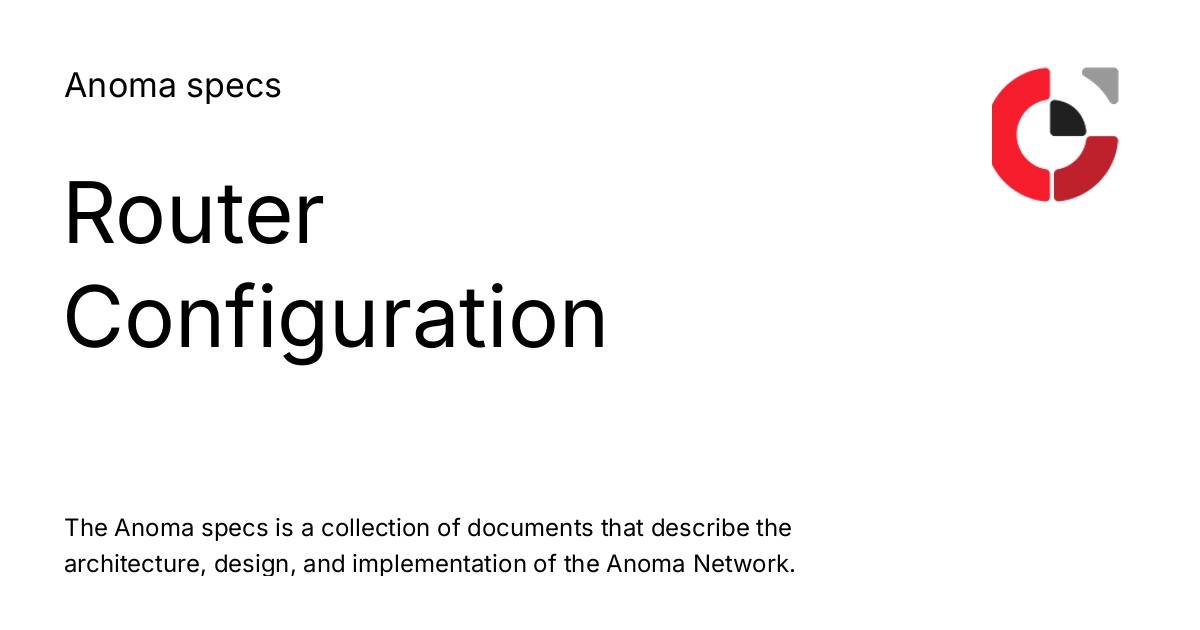 Anoma specs
Router
Configuration
The Anoma specs is a collection of documents that describe the
architecture, design, and implementation of the Anoma Network.